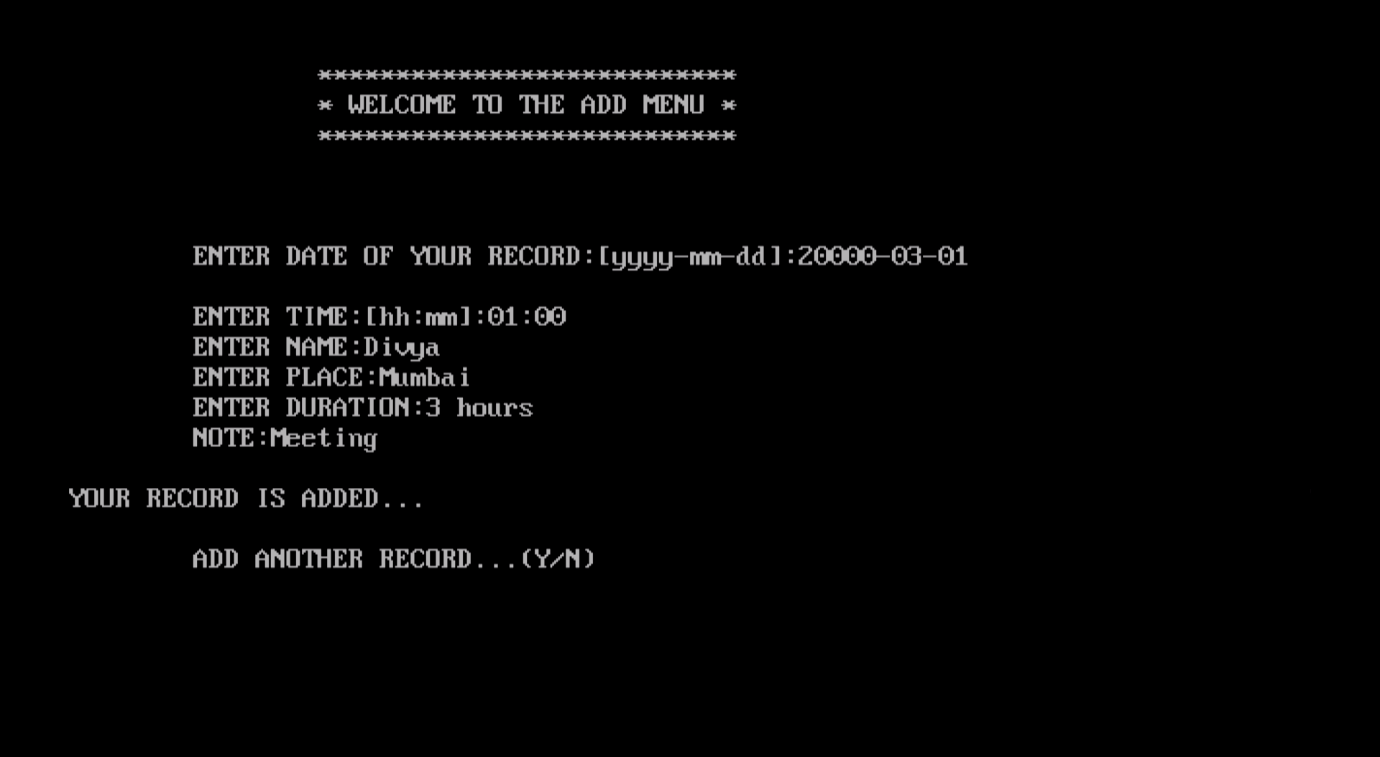 ***************************
* WELCOME TO THE ADD MENU *
***************************
ENTER DATE OF YOUR RECORD:[yyyy-mm-dd]:20000-03-01
ENTER TIME:[hh:mm]:01:00
ENTER NAME:Divya
ENTER PLACE:Mumbai
ENTER DURATION:3 hours
NOTE:Meeting
YOUR RECORD IS ADDED...
ADD ANOTHER RECORD...(Y/N)